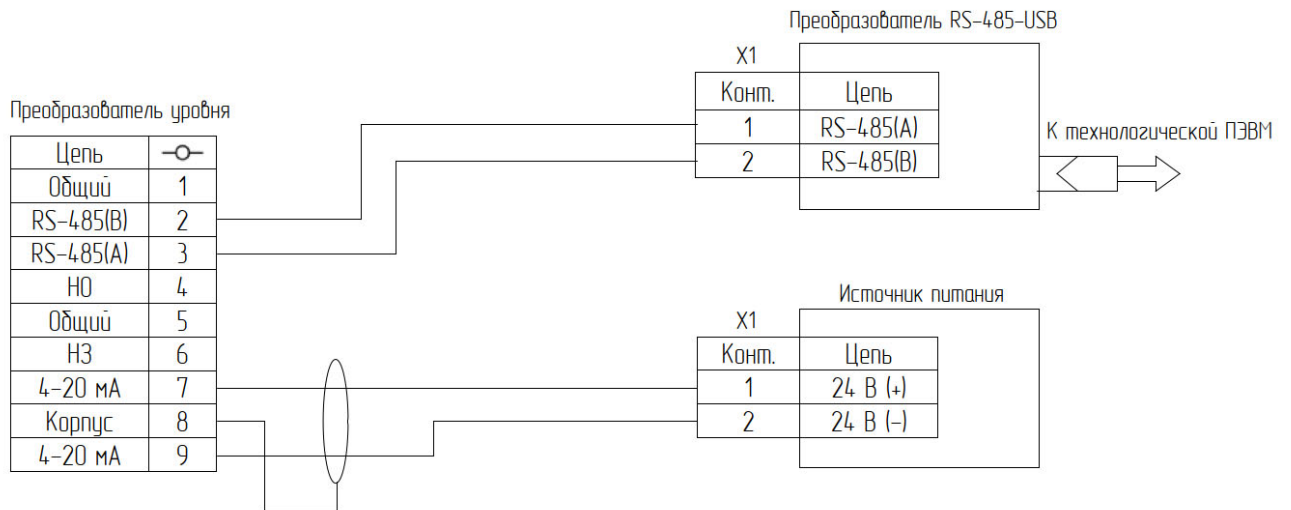 Преобразователь RS-485-USB
X1
Конт. Цепь
1 RS-485(A)
2 RS-485(B)
К технологической ПЭВМ
Преобразователь уровня
Цепь
Общий 1
RS-485(B) 2
RS-485(A) 3
НО 4
Общий 5
НЗ 6
4-20 мА 7
Корпус 8
4-20 мА 9
Источник питания
X1
Конт. Цепь
1 24 В (+)
2 24 В (-)